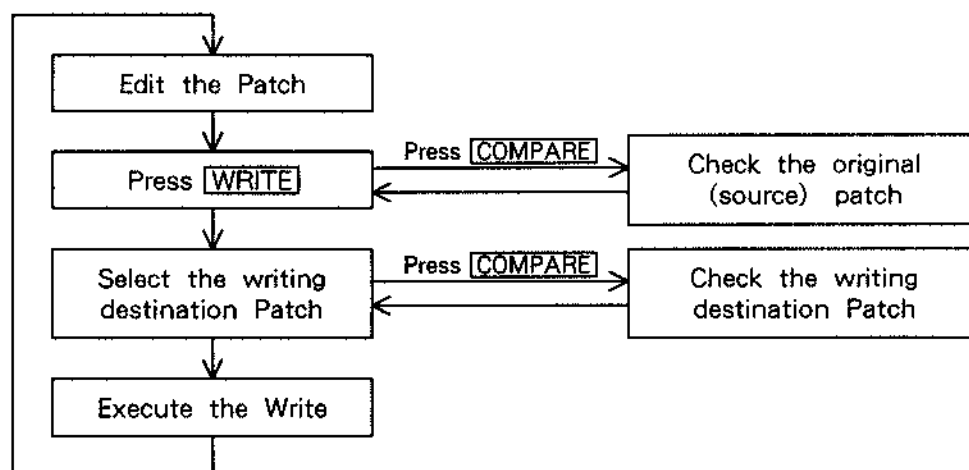 Edit the Patch
Press WRITE
Press COMPARE
Check the original
(source) patch
Select the writing
destination Patch
Press COMPARE
Check the writing
destination Patch
Execute the Write